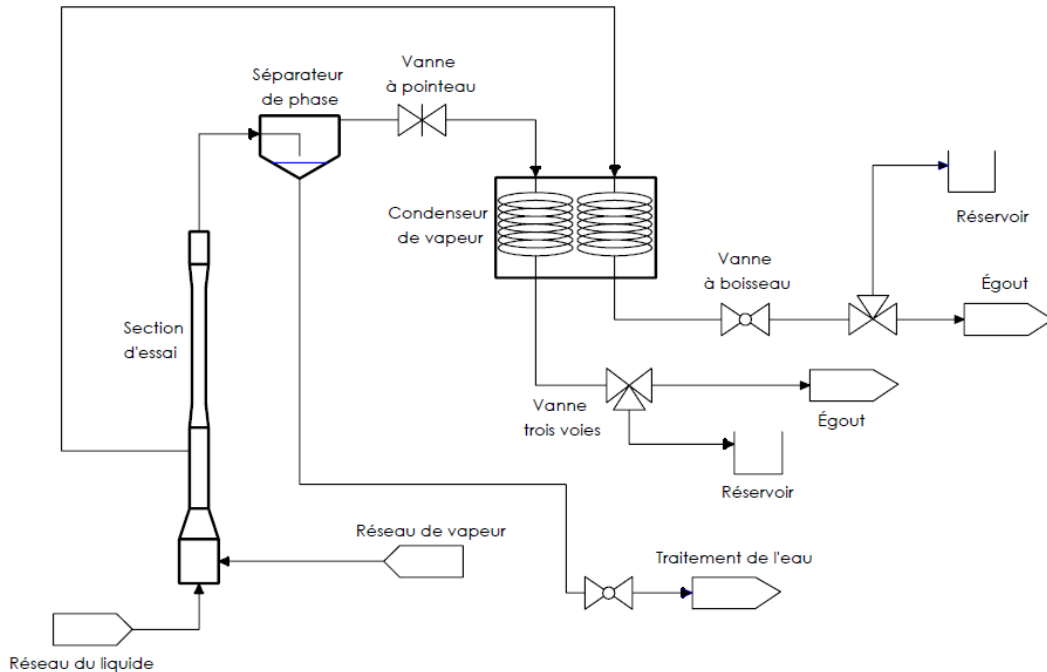 Vanne
à pointeau
Séparateur
de phase
Réservoir
Condenseur
de vapeur
Vanne
à boisseau
Égout
Section
d'essai
Vanne
trois voies
Égout
Réservoir
Réseau de vapeur
Traitement de l'eau
Réseau du liquide